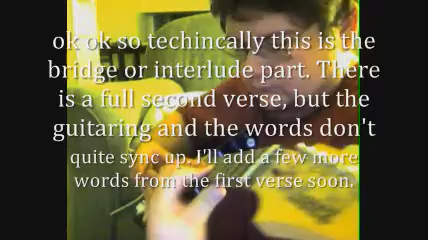 ok ok so techincally this is the
bridge or interlude part. There
is a full second verse, but the
guitaring and the words don't
quite sync up. I'll add a few more
words from the first verse soon.